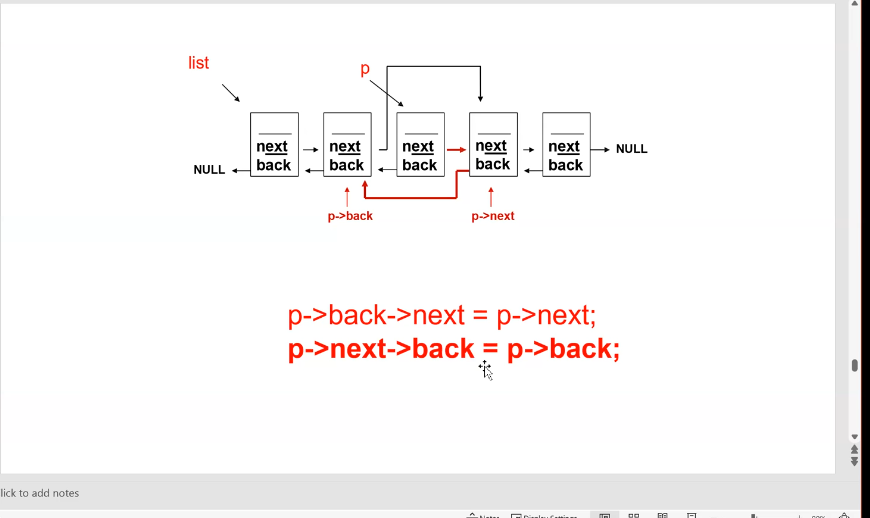 list
p
next next next next next
NULL
back back back back back
NULL
p->back
p->next
p->back->next = p->next;
p->next->back = p->back;
lick to add notes
Display Settings